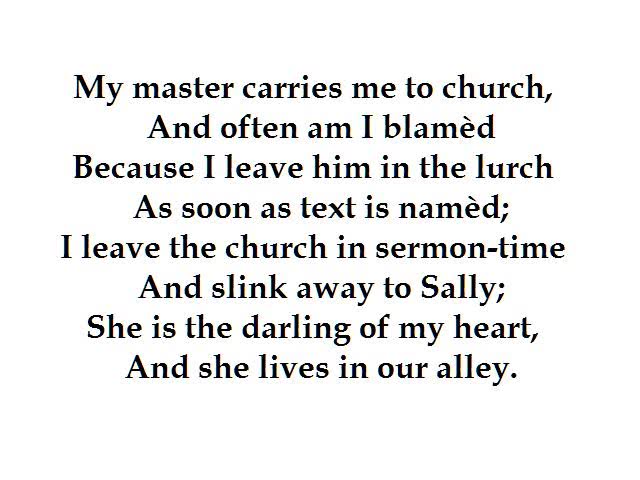 My master carries me to church,
And often am I blamèd
Because I leave him in the lurch
As soon as text is namèd;
I leave the church in sermon-time
And slink away to Sally;
She is the darling of my heart,
And she lives in our alley.